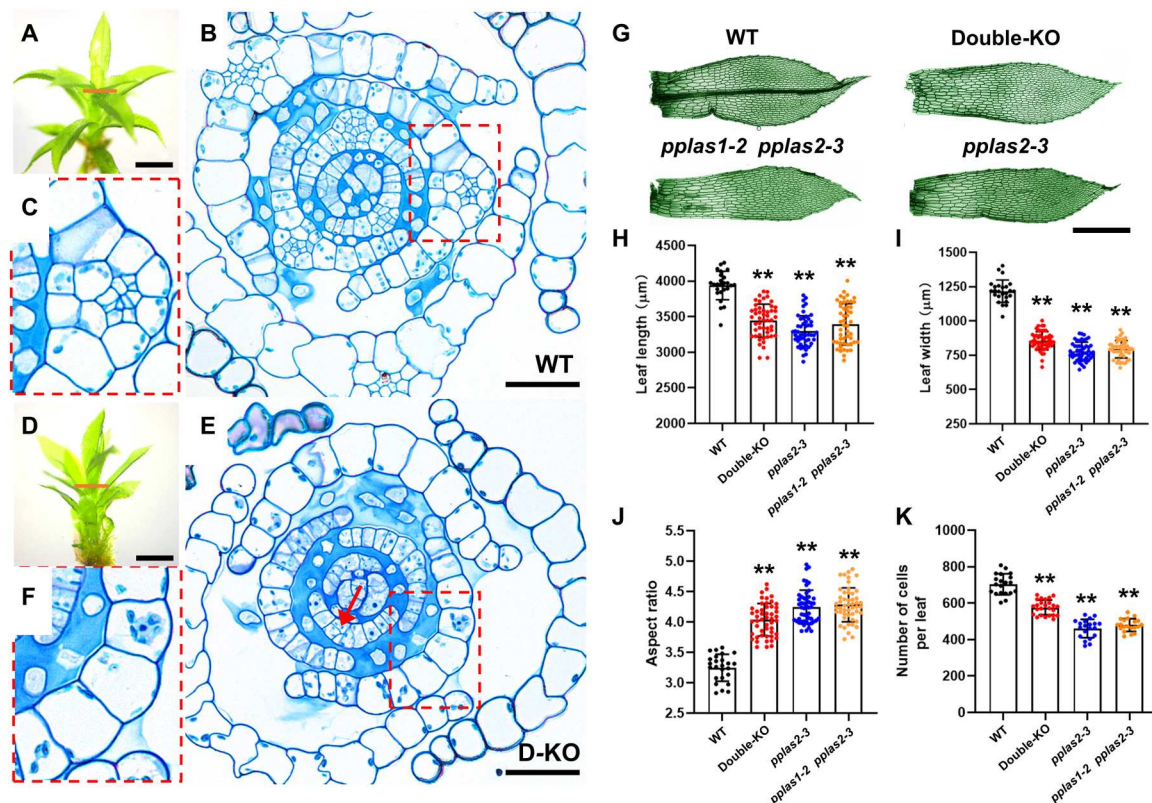 A
B
C
WT
D
E
F
D-KO
G
WT
Double-KO
pplas1-2 pplas2-3
pplas2-3
H
Leaf length (μm)
4500
4000
3500
3000
2500
2000
**
**
**
WT
Double-KO
pplas2-3
pplas1-2 pplas2-3
I
Leaf width (μm)
1500
1250
1000
750
500
250
**
**
**
WT
Double-KO
pplas2-3
pplas1-2 pplas2-3
J
Aspect ratio
5.5
5.0
4.5
4.0
3.5
3.0
2.5
**
**
**
WT
Double-KO
pplas2-3
pplas1-2 pplas2-3
K
Number of cells
per leaf
1000
800
600
400
200
0
**
**
**
WT
Double-KO
pplas2-3
pplas1-2 pplas2-3